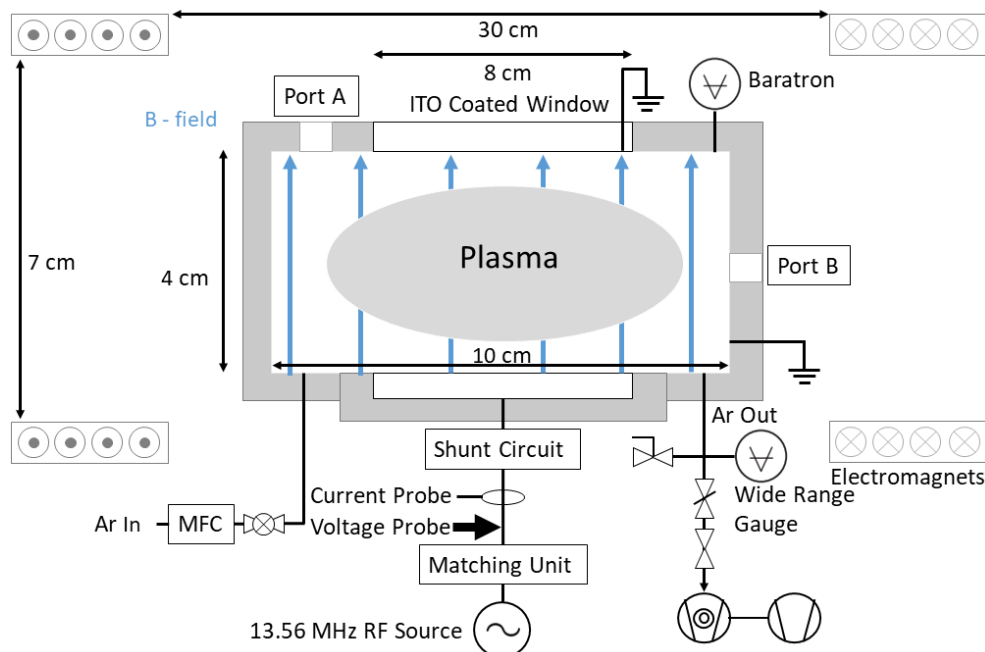 30 cm
8 cm
ITO Coated Window
Port A
Baratron
B - field
7 cm
4 cm
Plasma
Port B
10 cm
Ar Out
Shunt Circuit
Electromagnets
Current Probe
Wide Range
Gauge
Ar In
MFC
Voltage Probe
Matching Unit
13.56 MHz RF Source